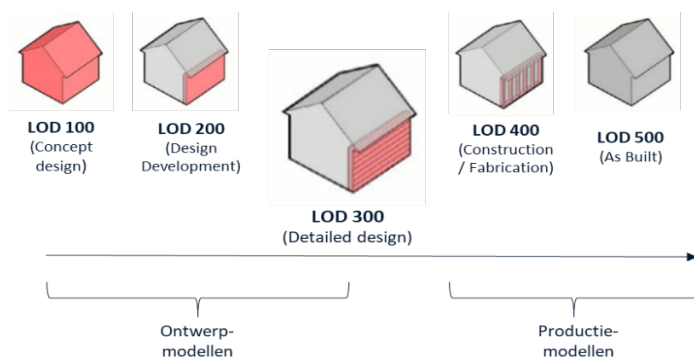 LOD 100
(Concept
design)
LOD 200
(Design
Development)
LOD 300
(Detailed design)
LOD 400
(Construction
/ Fabrication)
LOD 500
(As Built)
Ontwerp-
modellen
Productie-
modellen